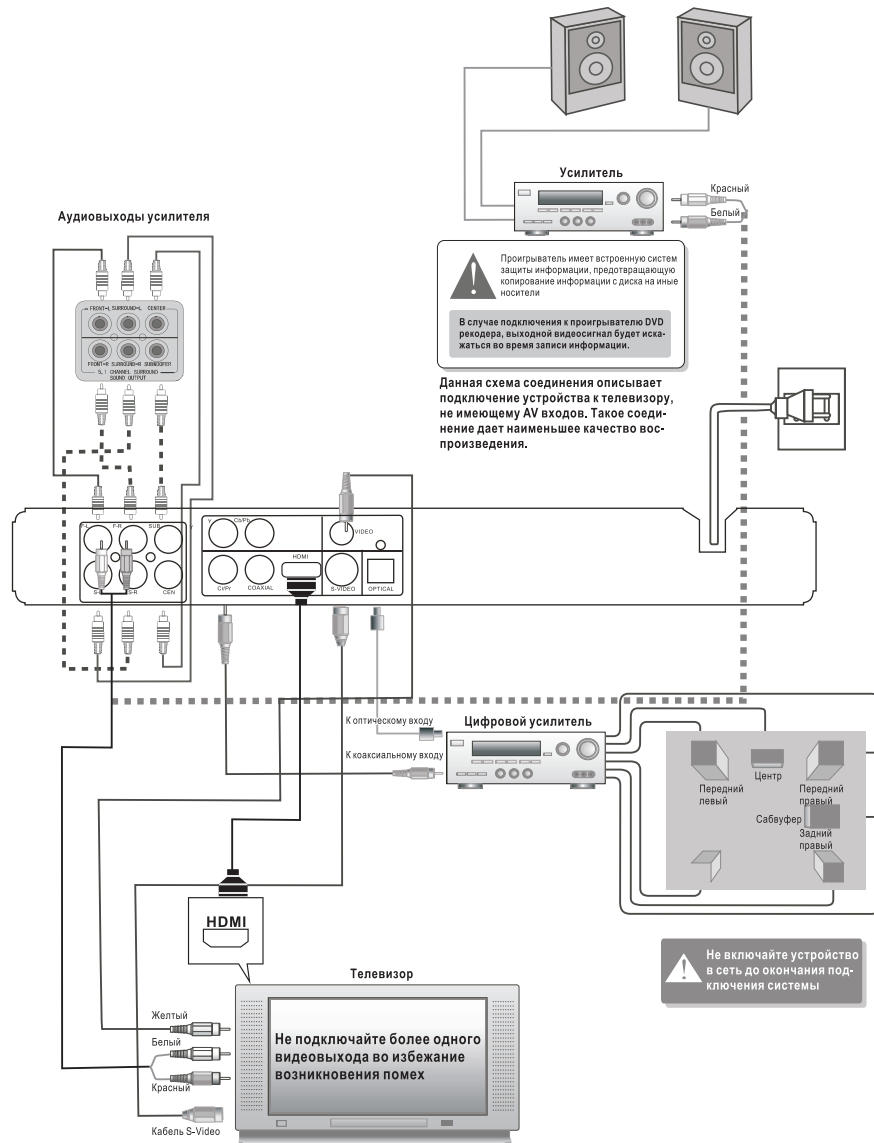 Усилитель
Красный
Белый
Аудиовыходы усилителя
Проигрыватель имеет встроенную систем
защиты информации, предотвращающую
копирование информации с диска на иные
носители
В случае подключения к проигрывателю DVD
рекодера, выходной видеосигнал будет иска-
жаться во время записи информации.
FRONT-L SURROUND-L CENTER
FRONT-R SURROUND-R SUBWOOFER
5.1 CHANNEL SURROUND
SOUND OUTPUT
Данная схема соединения описывает
подключение устройства к телевизору,
не имеющему AV входов. Такое соеди-
нение дает наименьшее качество вос-
произведения.
F-L F-R SUB
Y Cb/Pb
VIDEO
HDMI
S-R CEN
Cr/Pr COAXIAL S-VIDEO OPTICAL
К оптическому входу
Цифровой усилитель
К коаксиальному входу
Передний
левый
Центр
Передний
правый
Сабвуфер
Задний
правый
HDMI
Не включайте устройство
в сеть до окончания под-
ключения системы
Телевизор
Желтый
Белый
Красный
Кабель S-Video
Не подключайте более одного
видеовыхода во избежание
возникновения помех